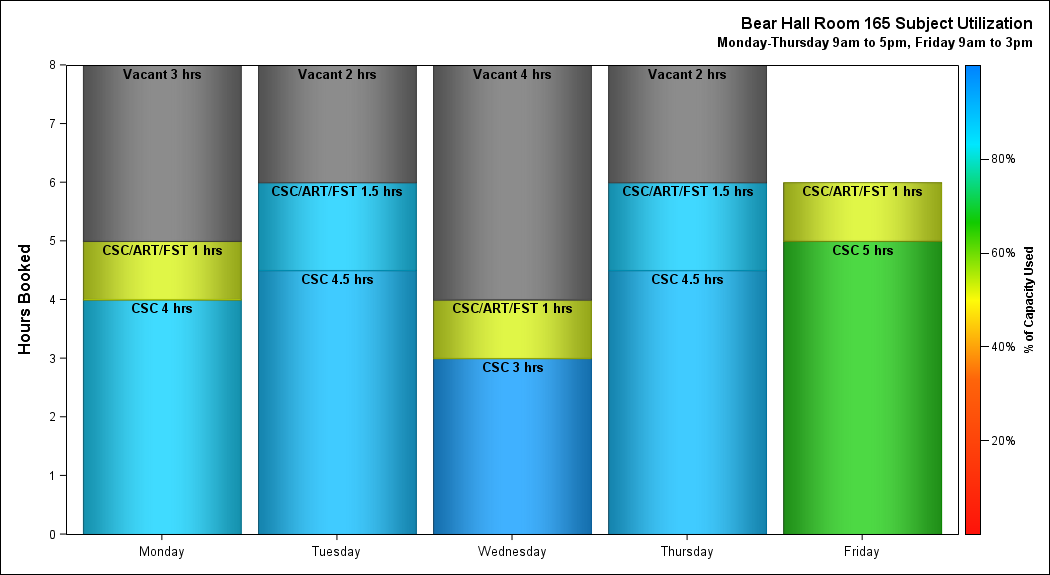 Bear Hall Room 165 Subject Utilization
Monday-Thursday 9am to 5pm, Friday 9am to 3pm
Hours Booked
8
7
6
5
4
3
2
1
0
Vacant 3 hrs
CSC/ART/FST 1 hrs
CSC 4 hrs
Vacant 2 hrs
CSC/ART/FST 1.5 hrs
CSC 4.5 hrs
Vacant 4 hrs
CSC/ART/FST 1 hrs
CSC 3 hrs
Vacant 2 hrs
CSC/ART/FST 1.5 hrs
CSC 4.5 hrs
CSC/ART/FST 1 hrs
CSC 5 hrs
Monday Tuesday Wednesday Thursday Friday
80%
60%
40%
20%
% of Capacity Used